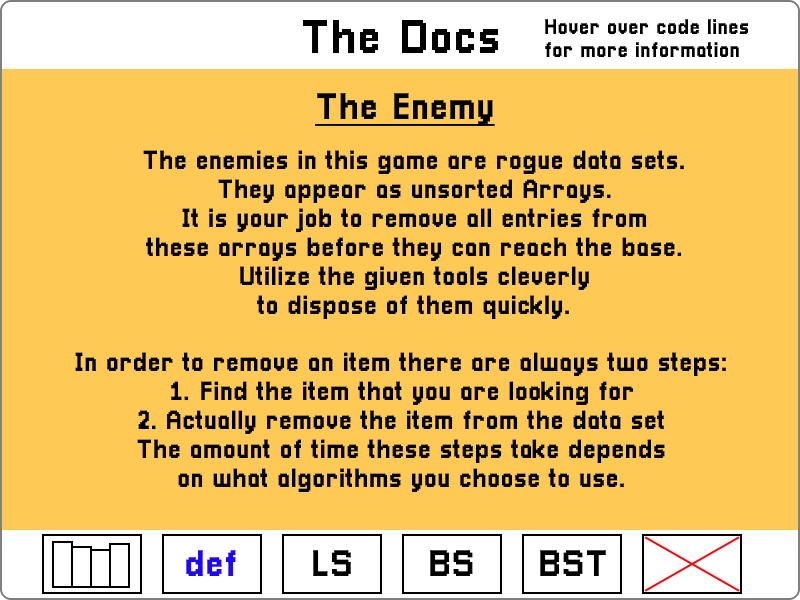 The Docs
Hover over code lines
for more information
The Enemy
The enemies in this game are rogue data sets.
They appear as unsorted Arrays.
It is your job to remove all entries from
these arrays before they can reach the base.
Utilize the given tools cleverly
to dispose of them quickly.
In order to remove an item there are always two steps:
1. Find the item that you are looking for
2. Actually remove the item from the data set
The amount of time these steps take depends
on what algorithms you choose to use.
def
LS
BS
BST